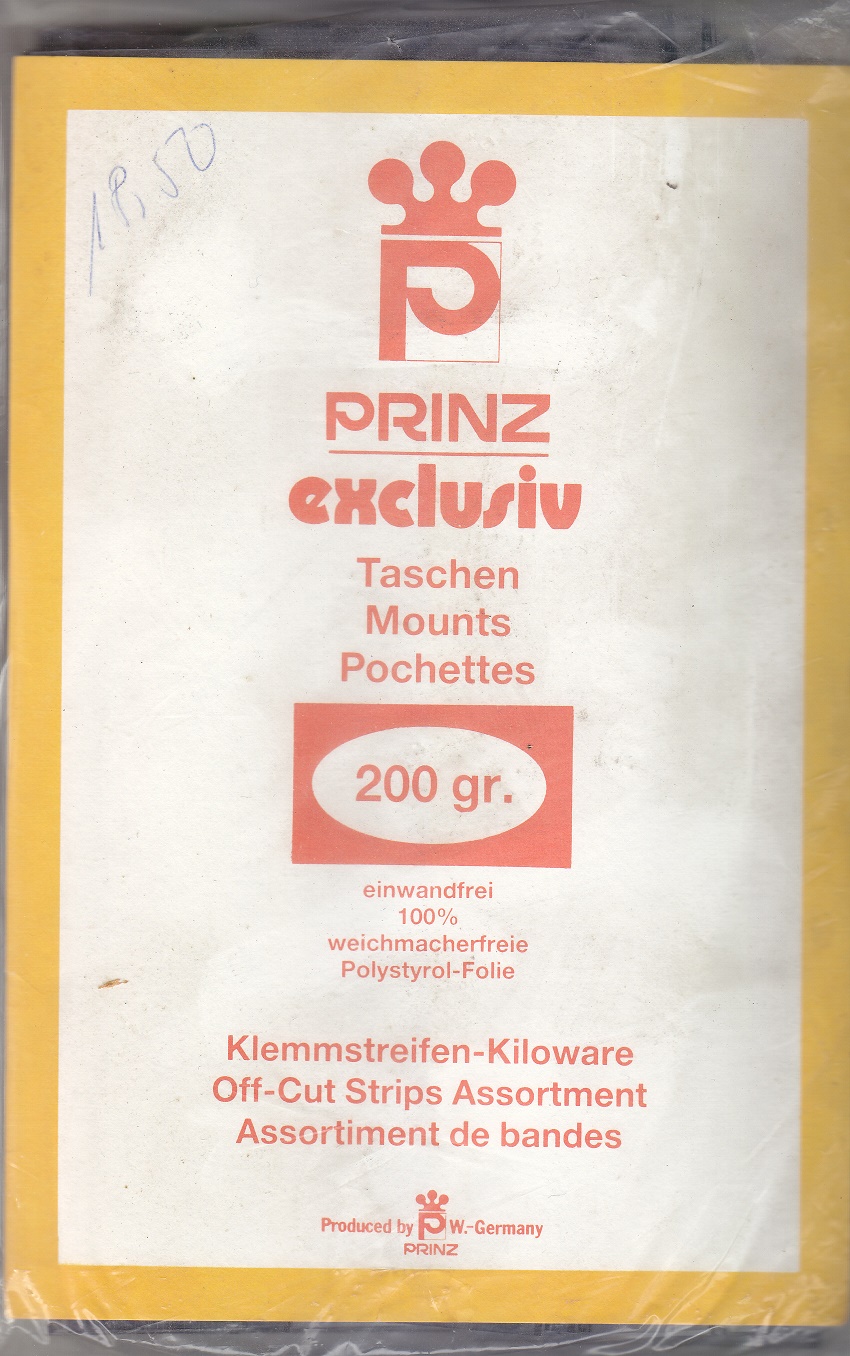 18,50
P
PRINZ
exclusiv
Taschen
Mounts
Pochettes
200 gr.
einwandfrei
100%
weichmacherfreie
Polystyrol-Folie
Klemmstreifen-Kiloware
Off-Cut Strips Assortment
Assortiment de bandes
Produced by P W.-Germany
PRINZ